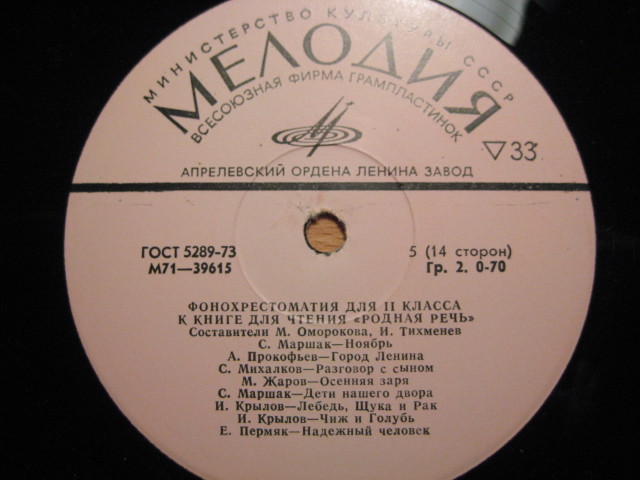 МИНИСТЕРСТВО КУЛЬТУРЫ СССР
МЕЛОДИЯ
ВСЕСОЮЗНАЯ ФИРМА ГРАМПЛАСТИНОК
▽33
АПРЕЛЕВСКИЙ ОРДЕНА ЛЕНИНА ЗАВОД
ГОСТ 5289-73 5 (14 сторон)
М71—39615 Гр. 2. 0-70
ФОНОХРЕСТОМАТИЯ ДЛЯ II КЛАССА
К КНИГЕ ДЛЯ ЧТЕНИЯ «РОДНАЯ РЕЧЬ»
Составители М. Оморокова, И. Тихменев
С. Маршак—Ноябрь
А. Прокофьев—Город Ленина
С. Михалков—Разговор с сыном
М. Жаров—Осенняя заря
С. Маршак—Дети нашего двора
И. Крылов—Лебедь, Щука и Рак
И. Крылов—Чиж и Голубь
Е. Пермяк—Надежный человек